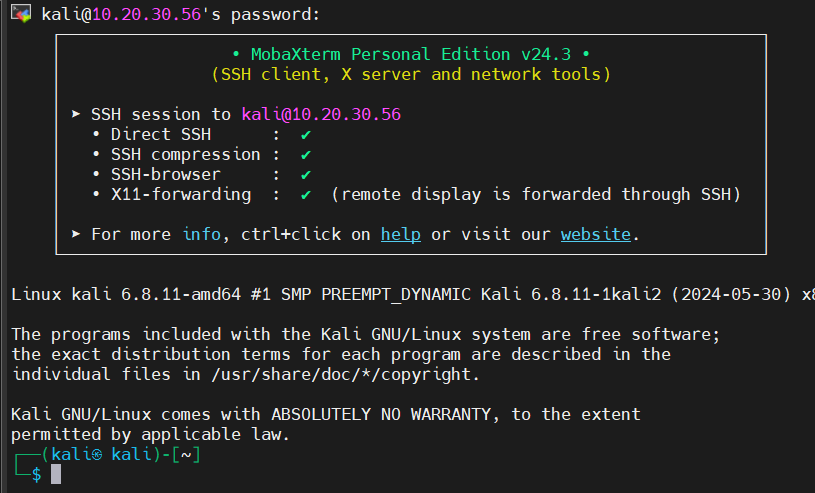 kali@10.20.30.56's password:
• MobaXterm Personal Edition v24.3 •
(SSH client, X server and network tools)
➤ SSH session to kali@10.20.30.56
• Direct SSH : ✔
• SSH compression : ✔
• SSH-browser : ✔
• X11-forwarding : ✔ (remote display is forwarded through SSH)
➤ For more info, ctrl+click on help or visit our website.
Linux kali 6.8.11-amd64 #1 SMP PREEMPT_DYNAMIC Kali 6.8.11-1kali2 (2024-05-30) x8
The programs included with the Kali GNU/Linux system are free software;
the exact distribution terms for each program are described in the
individual files in /usr/share/doc/*/copyright.
Kali GNU/Linux comes with ABSOLUTELY NO WARRANTY, to the extent
permitted by applicable law.
┌──(kali㉿ kali)-[~]
└─$